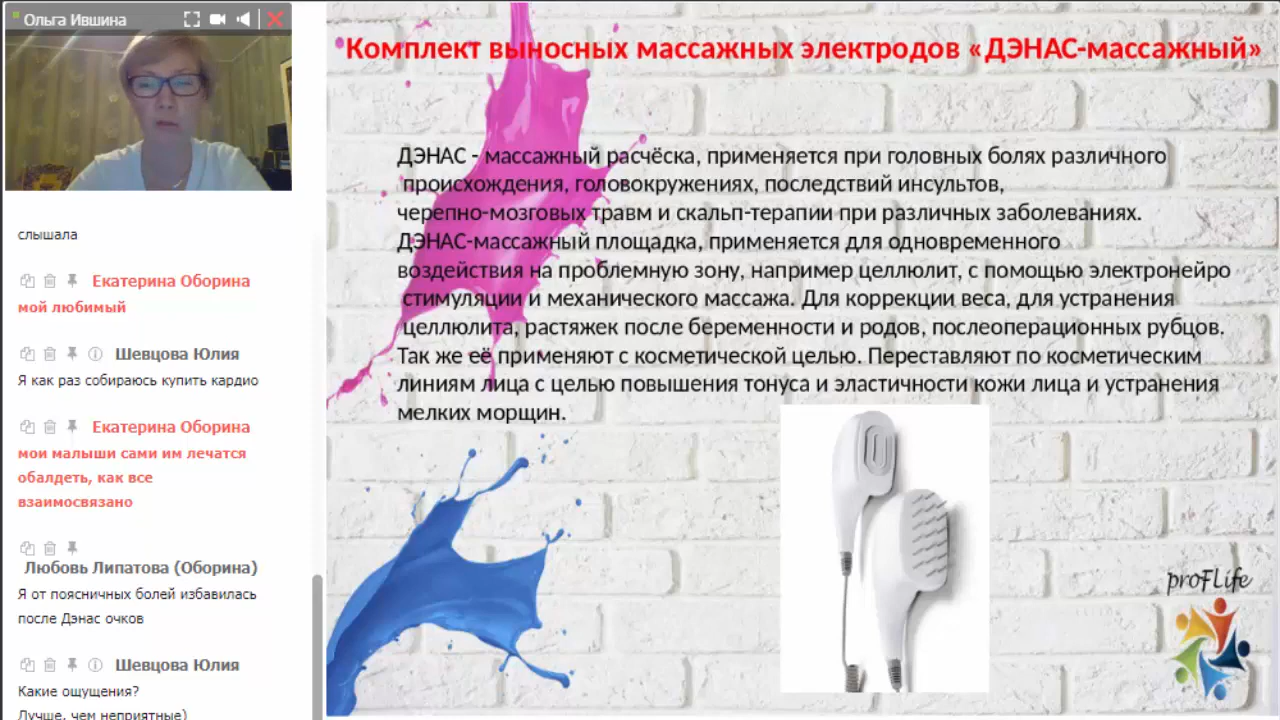 Ольга Ившина
слышала
Екатерина Оборина
мой любимый
Шевцова Юлия
Я как раз собираюсь купить кардио
Екатерина Оборина
мои малыши сами им лечатся
обалдеть, как все
взаимосвязано
Любовь Липатова (Оборина)
Я от поясничных болей избавилась
после Дэнас очков
Шевцова Юлия
Какие ощущения?
Лучше, чем неприятные)
Комплект выносных массажных электродов «ДЭНАС-массажный»
ДЭНАС - массажный расчёска, применяется при головных болях различного
происхождения, головокружениях, последствий инсультов,
черепно-мозговых травм и скальп-терапии при различных заболеваниях.
ДЭНАС-массажный площадка, применяется для одновременного
воздействия на проблемную зону, например целлюлит, с помощью электронейро
стимуляции и механического массажа. Для коррекции веса, для устранения
целлюлита, растяжек после беременности и родов, послеоперационных рубцов.
Так же её применяют с косметической целью. Переставляют по косметическим
линиям лица с целью повышения тонуса и эластичности кожи лица и устранения
мелких морщин.
proFLife